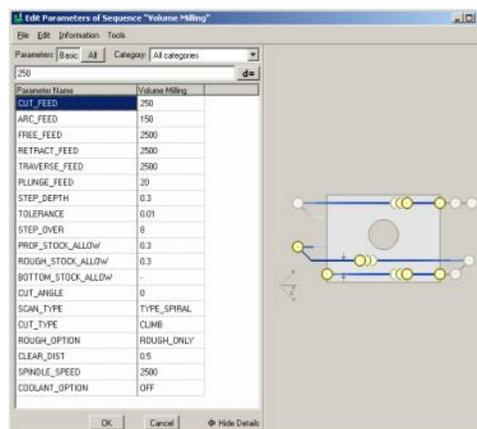 Edit Parameters of Sequence "Volume Milling"
File Edit Information Tools
Parameters Basic All Category All categories
250 d=
Parameter Name Volume Milling
CUT_FEED 250
ARC_FEED 150
FREE_FEED 2500
RETRACT_FEED 2500
TRAVERSE_FEED 2500
PLUNGE_FEED 20
STEP_DEPTH 0.3
TOLERANCE 0.01
STEP_OVER 8
PROF_STOCK_ALLOW 0.3
ROUGH_STOCK_ALLOW 0.3
BOTTOM_STOCK_ALLOW -
CUT_ANGLE 0
SCAN_TYPE TYPE_SPIRAL
CUT_TYPE CLIMB
ROUGH_OPTION ROUGH_ONLY
CLEAR_DIST 0.5
SPINDLE_SPEED 2500
COOLANT_OPTION OFF
OK Cancel Hide Details